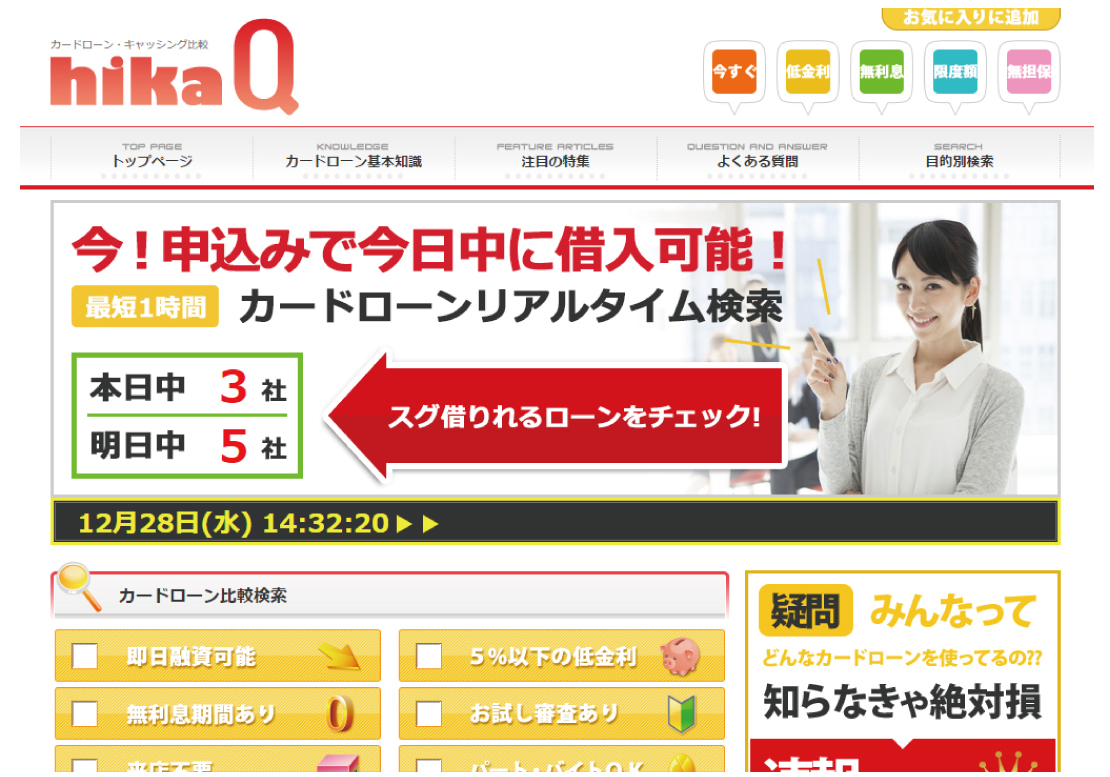 お気に入りに追加
カードローン・キャッシング比較
hikaQ
今すぐ
低金利
無利息
限度額
無担保
TOP PAGE
トップページ
KNOWLEDGE
カードローン基本知識
FEATURE ARTICLES
注目の特集
QUESTION AND ANSWER
よくある質問
SEARCH
目的別検索
今！申込みで今日中に借入可能！
最短1時間 カードローンリアルタイム検索
本日中 3 社
明日中 5 社
スグ借りれるローンをチェック!
12月28日(水) 14:32:20
カードローン比較検索
即日融資可能
5%以下の低金利
無利息期間あり
お試し審査あり
来店不要
パート・バイトOK
疑問 みんなって
どんなカードローンを使ってるの??
知らなきゃ絶対損
速報